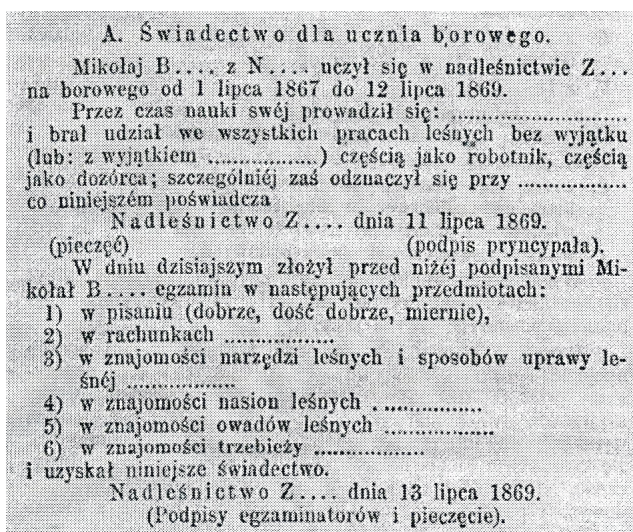 A. Świadectwo dla ucznia borowego.
Mikołaj B.... z N.... uczył się w nadleśnictwie Z...
na borowego od 1 lipca 1867 do 12 lipca 1869.
Przez czas nauki swéj prowadził się: ........................
i brał udział we wszystkich pracach leśnych bez wyjątku
(lub: z wyjątkiem .................) częścią jako robotnik, częścią
jako dozórca; szczególniéj zaś odznaczył się przy ................
co niniejszém poświadcza
Nadleśnictwo Z.... dnia 11 lipca 1869.
(pieczęć) (podpis pryncypała).
W dniu dzisiajszym złożył przed niżéj podpisanymi Mi-
kołał B.... egzamin w następujących przedmiotach:
1) w pisaniu (dobrze, dość dobrze, miernie),
2) w rachunkach .................
3) w znajomości narzędzi leśnych i sposobów uprawy le-
śnéj ................
4) w znajomości nasion leśnych ................
5) w znajomości owadów leśnych ................
6) w znajomości trzebieży .................
i uzyskał niniejsze świadectwo.
Nadleśnictwo Z.... dnia 13 lipca 1869.
(Podpisy egzaminatorów i pieczęcie).